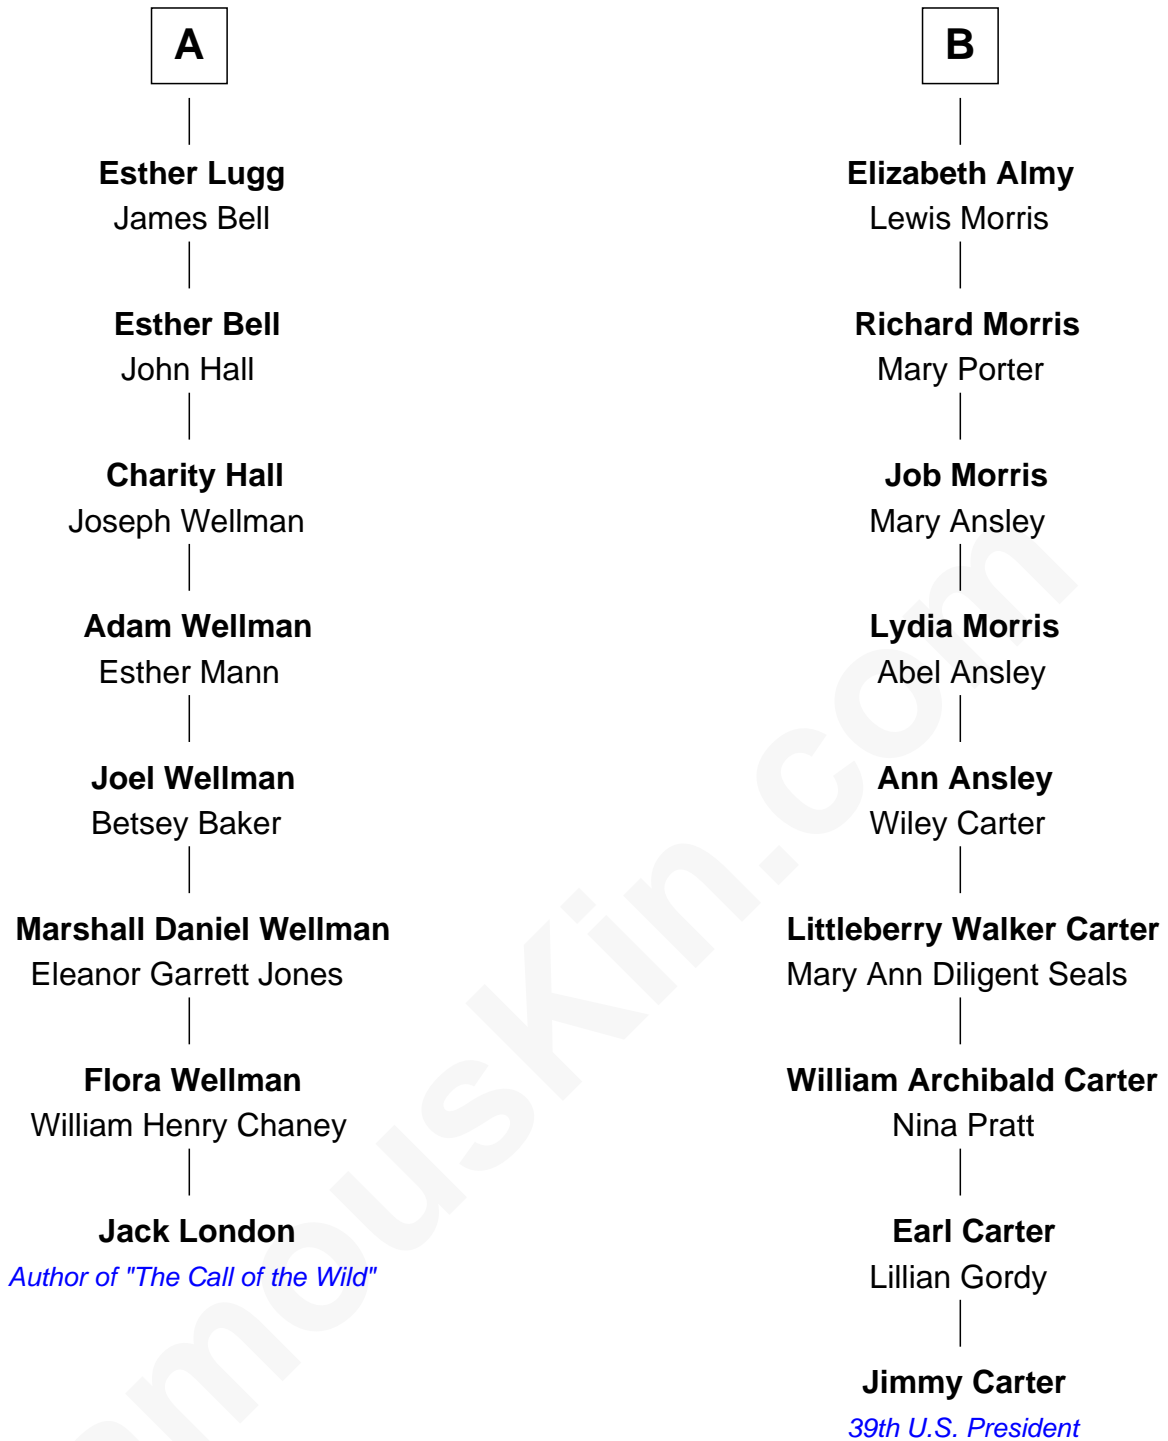 A
Esther Lugg
James Bell
Esther Bell
John Hall
Charity Hall
Joseph Wellman
Adam Wellman
Esther Mann
Joel Wellman
Betsey Baker
Marshall Daniel Wellman
Eleanor Garrett Jones
Flora Wellman
William Henry Chaney
Jack London
Author of "The Call of the Wild"
B
Elizabeth Almy
Lewis Morris
Richard Morris
Mary Porter
Job Morris
Mary Ansley
Lydia Morris
Abel Ansley
Ann Ansley
Wiley Carter
Littleberry Walker Carter
Mary Ann Diligent Seals
William Archibald Carter
Nina Pratt
Earl Carter
Lillian Gordy
Jimmy Carter
39th U.S. President
amousKin.com